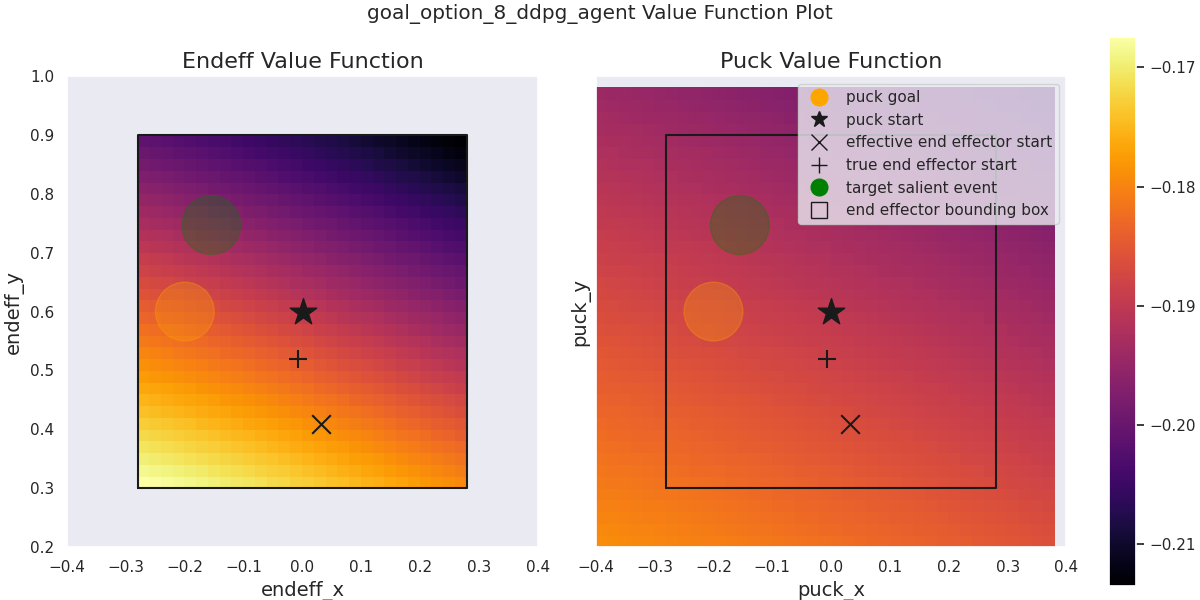 goal_option_8_ddpg_agent Value Function Plot
Endeff Value Function
endeff_y
1.0
0.9
0.8
0.7
0.6
0.5
0.4
0.3
0.2
−0.4 −0.3 −0.2 −0.1 0.0 0.1 0.2 0.3 0.4
endeff_x
Puck Value Function
puck_y
puck goal
puck start
effective end effector start
true end effector start
target salient event
end effector bounding box
−0.4 −0.3 −0.2 −0.1 0.0 0.1 0.2 0.3 0.4
puck_x
−0.17
−0.18
−0.19
−0.20
−0.21